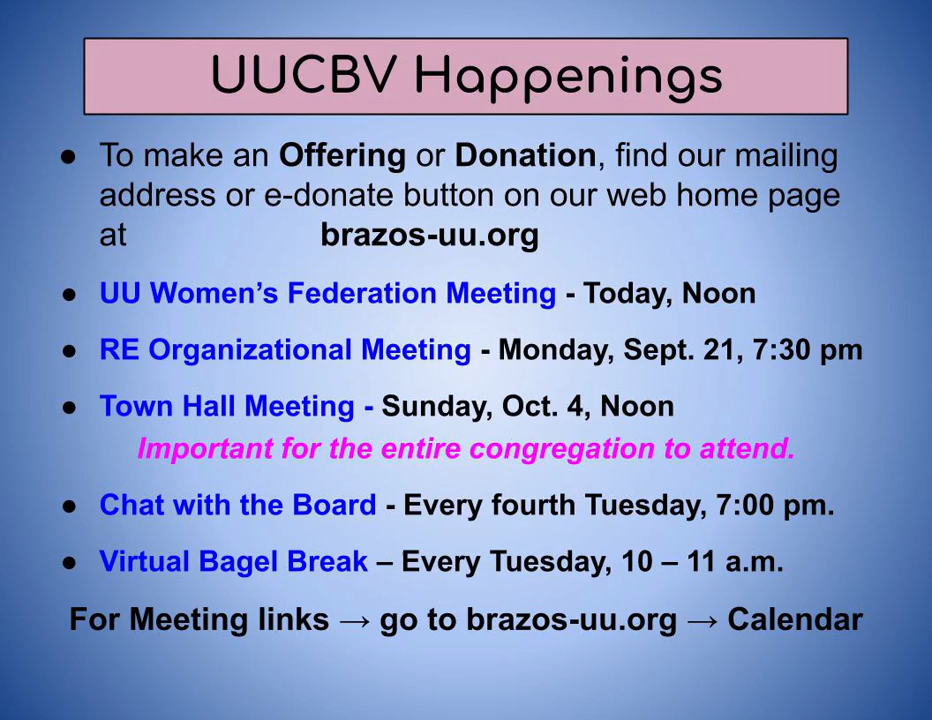 UUCBV Happenings
● To make an Offering or Donation, find our mailing
address or e-donate button on our web home page
at brazos-uu.org
● UU Women’s Federation Meeting - Today, Noon
● RE Organizational Meeting - Monday, Sept. 21, 7:30 pm
● Town Hall Meeting - Sunday, Oct. 4, Noon
Important for the entire congregation to attend.
● Chat with the Board - Every fourth Tuesday, 7:00 pm.
● Virtual Bagel Break – Every Tuesday, 10 – 11 a.m.
For Meeting links → go to brazos-uu.org → Calendar